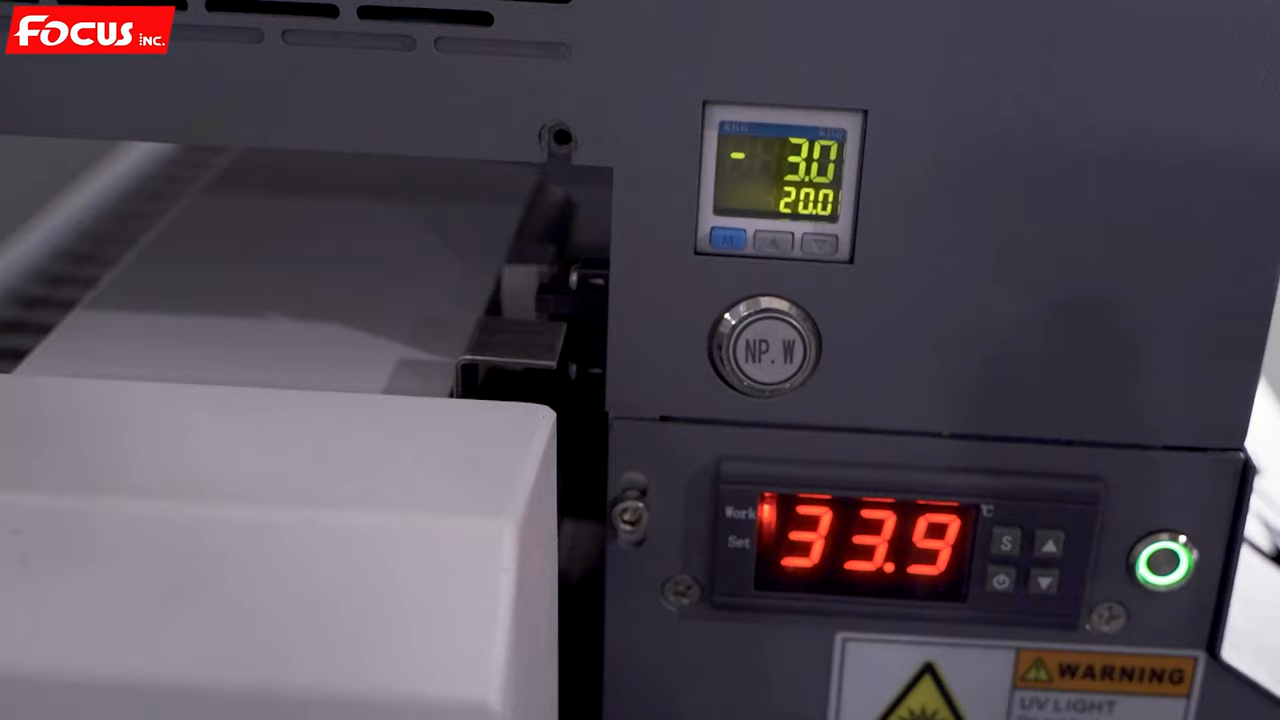 FOCUS INC.
- 3.0
20.0
M
NP.W
Work
Set
33.9
℃
S
WARNING
UV LIGHT